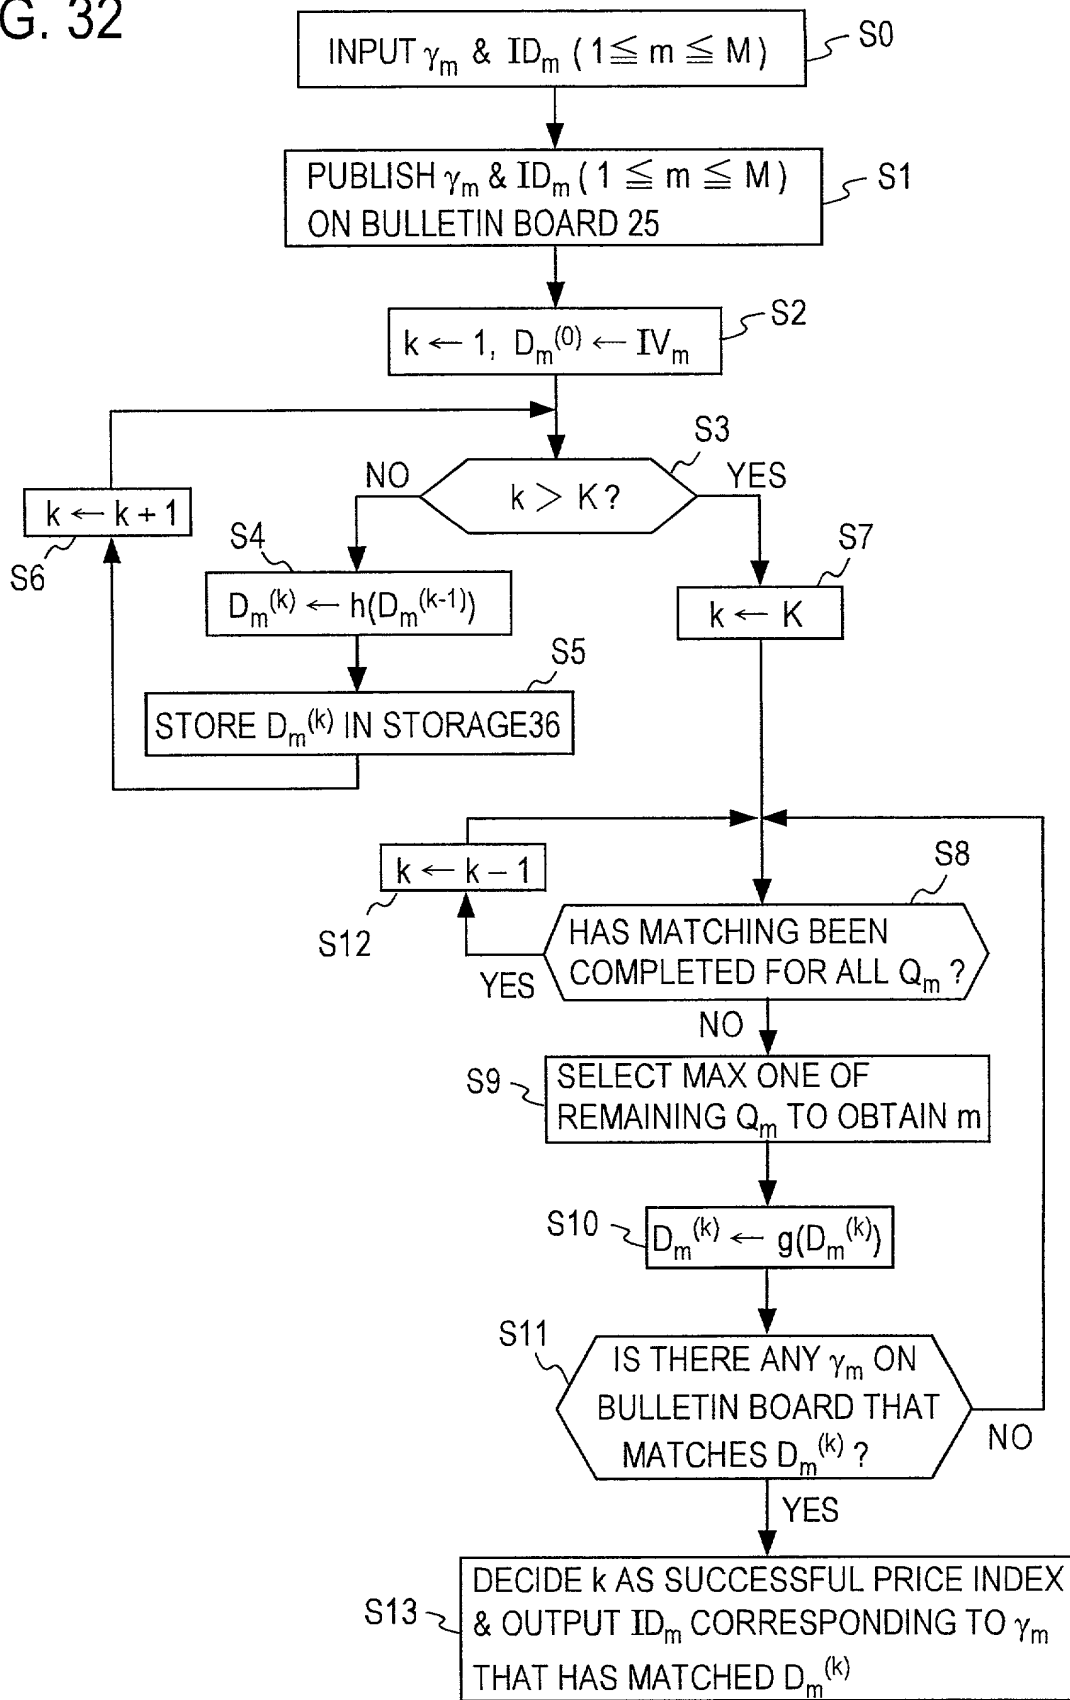 G. 32
INPUT γm & IDm (1≦ m ≦ M)
S0
PUBLISH γm & IDm (1 ≦ m ≦ M)
ON BULLETIN BOARD 25
S1
k ← 1, Dm(0) ← IVm
S2
S3
NO
YES
k > K?
k ← k + 1
S6
S4
Dm(k) ← h(Dm(k-1))
S7
k ← K
S5
STORE Dm(k) IN STORAGE36
k ← k − 1
S12
S8
HAS MATCHING BEEN
COMPLETED FOR ALL Qm ?
YES
NO
S9
SELECT MAX ONE OF
REMAINING Qm TO OBTAIN m
S10
Dm(k) ← g(Dm(k))
S11
IS THERE ANY γm ON
BULLETIN BOARD THAT
MATCHES Dm(k) ?
NO
YES
S13
DECIDE k AS SUCCESSFUL PRICE INDEX
& OUTPUT IDm CORRESPONDING TO γm
THAT HAS MATCHED Dm(k)